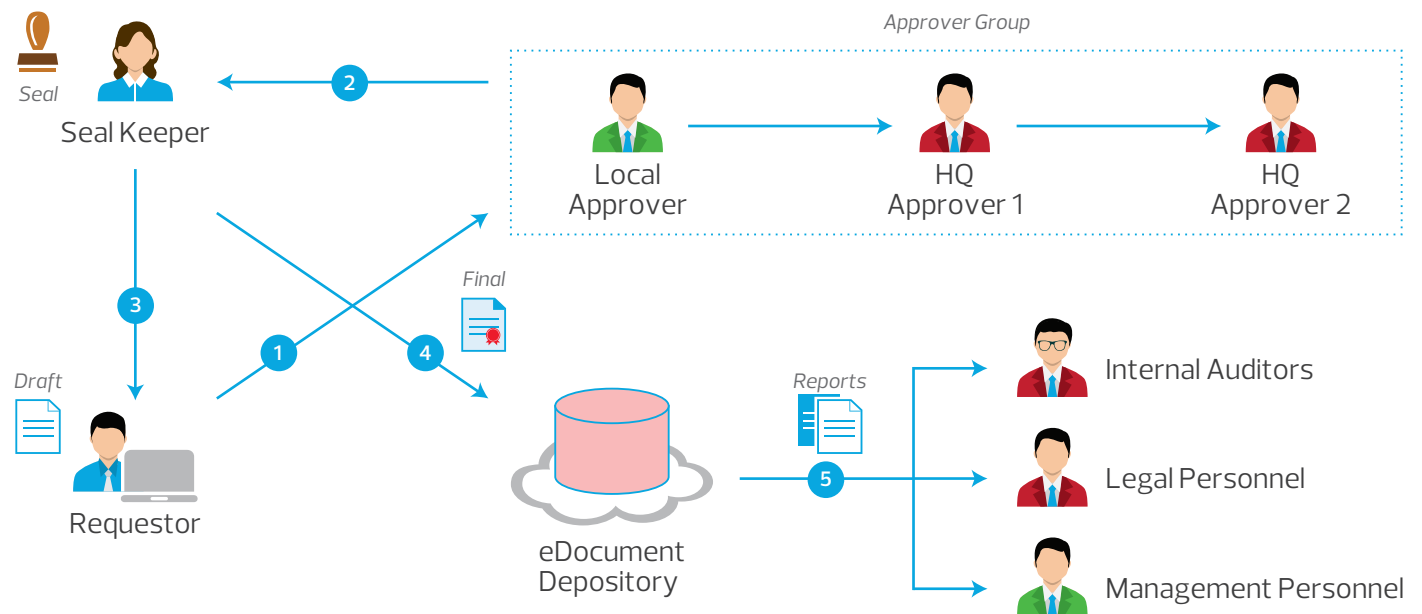 Approver Group
Seal
Seal Keeper
2
Local
Approver
HQ
Approver 1
HQ
Approver 2
3
1
4
Final
Draft
Requestor
eDocument
Depository
Reports
5
Internal Auditors
Legal Personnel
Management Personnel